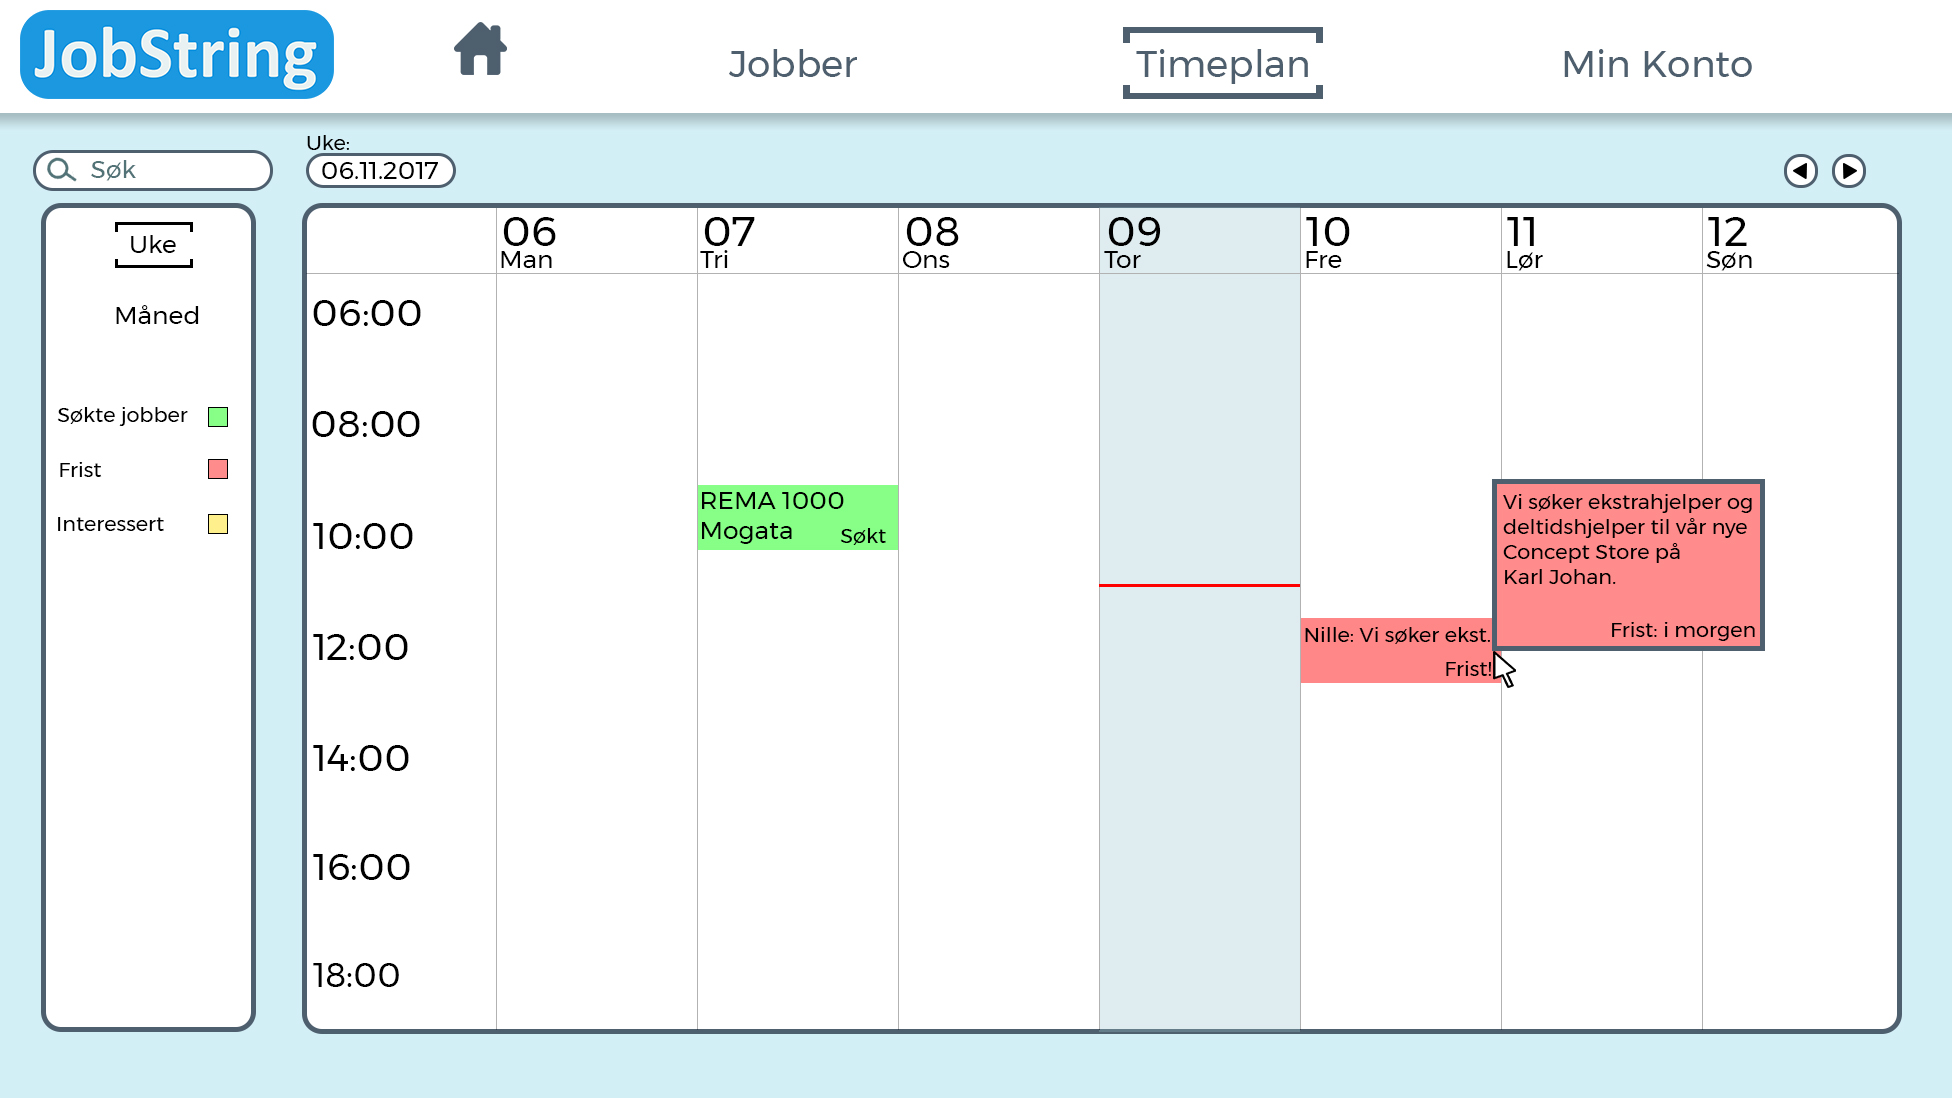 JobString
Jobber
Timeplan
Min Konto
Søk
Uke:
06.11.2017
Uke
Måned
Søkte jobber
Frist
Interessert
06
Man
07
Tri
08
Ons
09
Tor
10
Fre
11
Lør
12
Søn
06:00
08:00
10:00
12:00
14:00
16:00
18:00
REMA 1000
Mogata
Søkt
Nille: Vi søker ekst.
Frist!
Vi søker ekstrahjelper og
deltidshjelper til vår nye
Concept Store på
Karl Johan.
Frist: i morgen